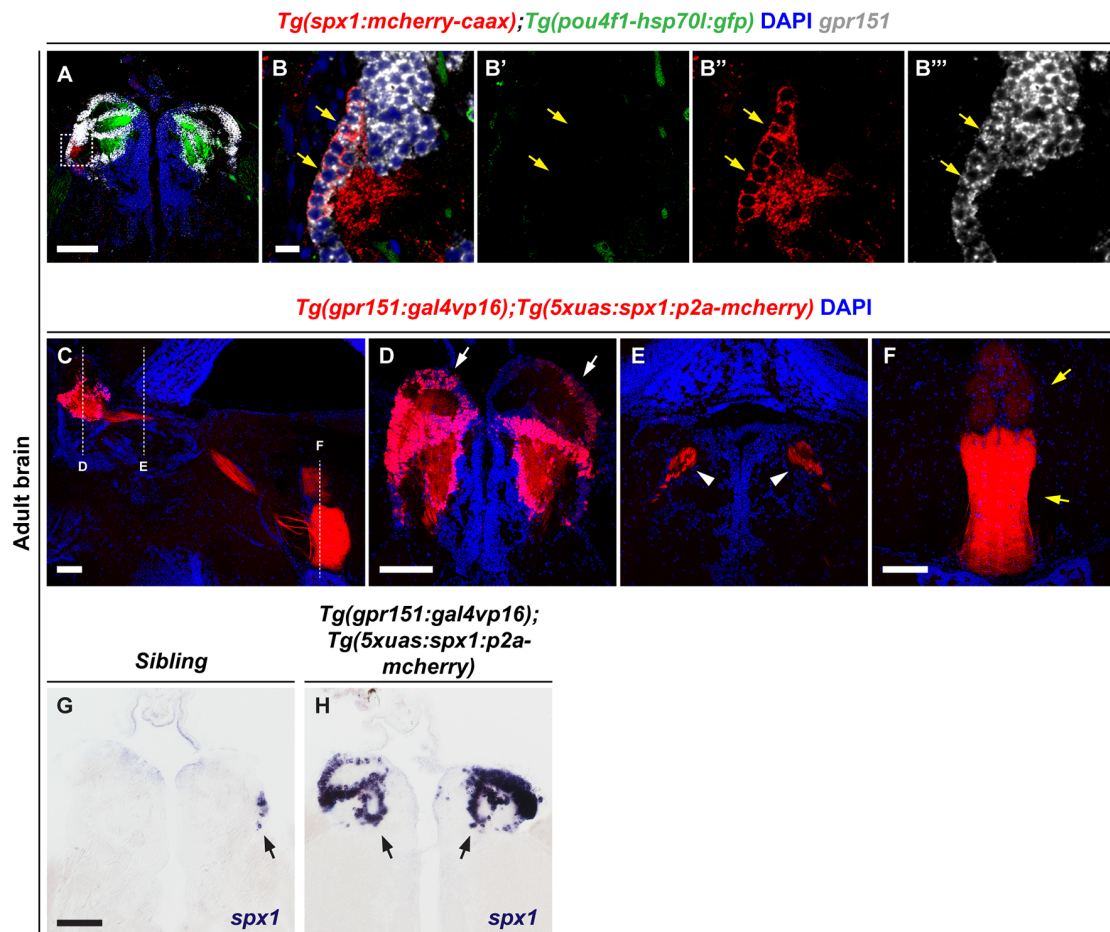 Tg(spx1:mcherry-caax);Tg(pou4f1-hsp70l:gfp) DAPI gpr151
A
B
B'
B''
B'''
Tg(gpr151:gal4vp16);Tg(5xuas:spx1:p2a-mcherry) DAPI
C
D
E
F
D
E
F
Adult brain
Sibling
Tg(gpr151:gal4vp16);
Tg(5xuas:spx1:p2a-
mcherry)
G
H
spx1
spx1